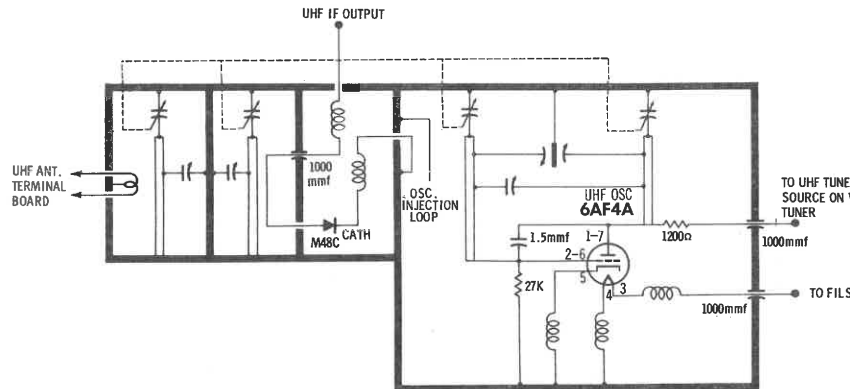 UHF IF OUTPUT
UHF ANT.
TERMINAL
BOARD
1000
mmf
M48C
CATH
OSC.
INJECTION
LOOP
UHF OSC
6AF4A
1-7
2-6
5
4
3
1.5mmf
27K
1200Ω
TO UHF TUNE
SOURCE ON
TUNER
1000mmf
1000mmf
TO FILS